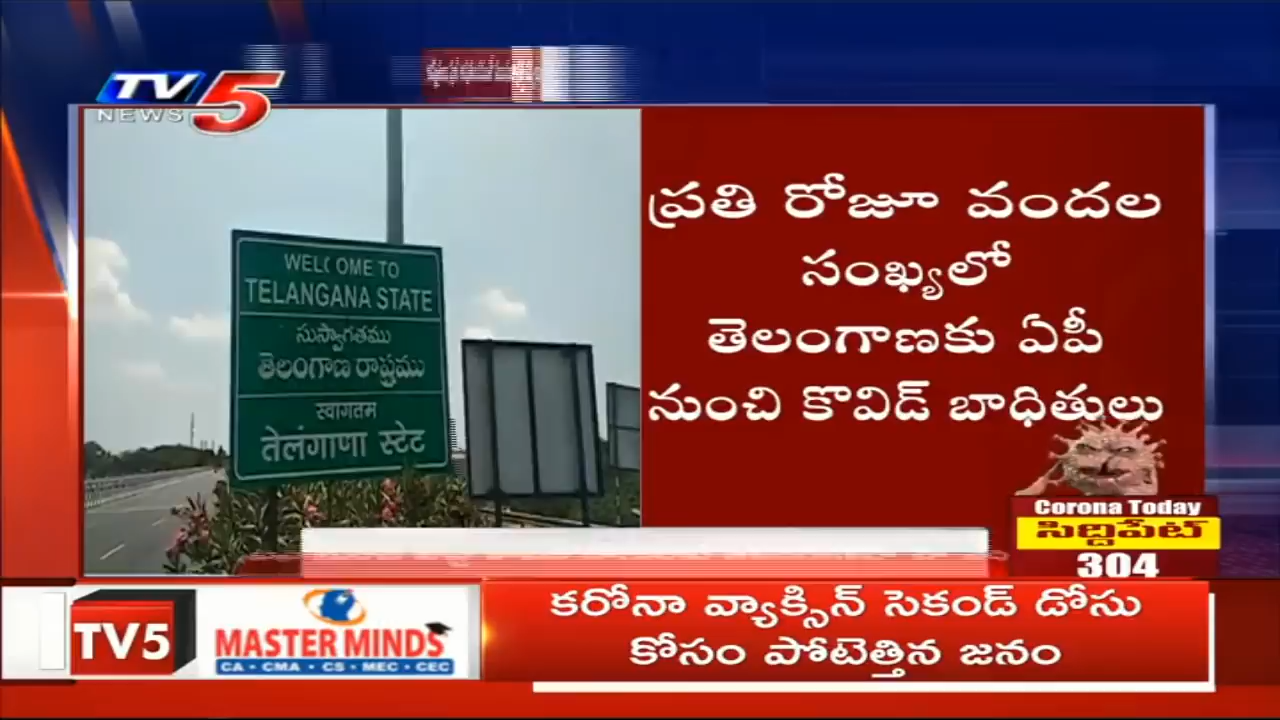 TV5
NEWS
WELCOME TO
TELANGANA STATE
సుస్వాగతము
తెలంగాణ రాష్ట్రము
स्वागतम
तेलंगाणा स्टेट
ప్రతి రోజూ వందల
సంఖ్యలో
తెలంగాణకు ఏపీ
నుంచి కొవిడ్ బాధితులు
Corona Today
సిద్దిపేట్
304
TV5
MASTER MINDS
CA • CMA • CS • MEC • CEC
కరోనా వ్యాక్సిన్ సెకండ్ డోసు
కోసం పోటెత్తిన జనం